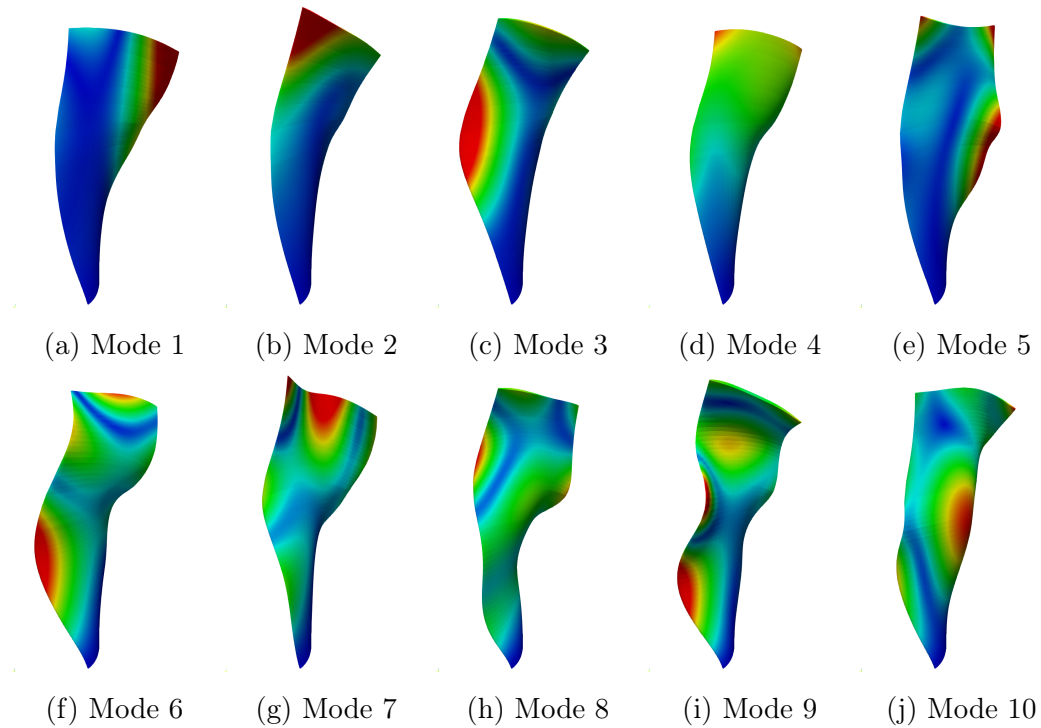 (a) Mode 1
(b) Mode 2
(c) Mode 3
(d) Mode 4
(e) Mode 5
(f) Mode 6
(g) Mode 7
(h) Mode 8
(i) Mode 9
(j) Mode 10